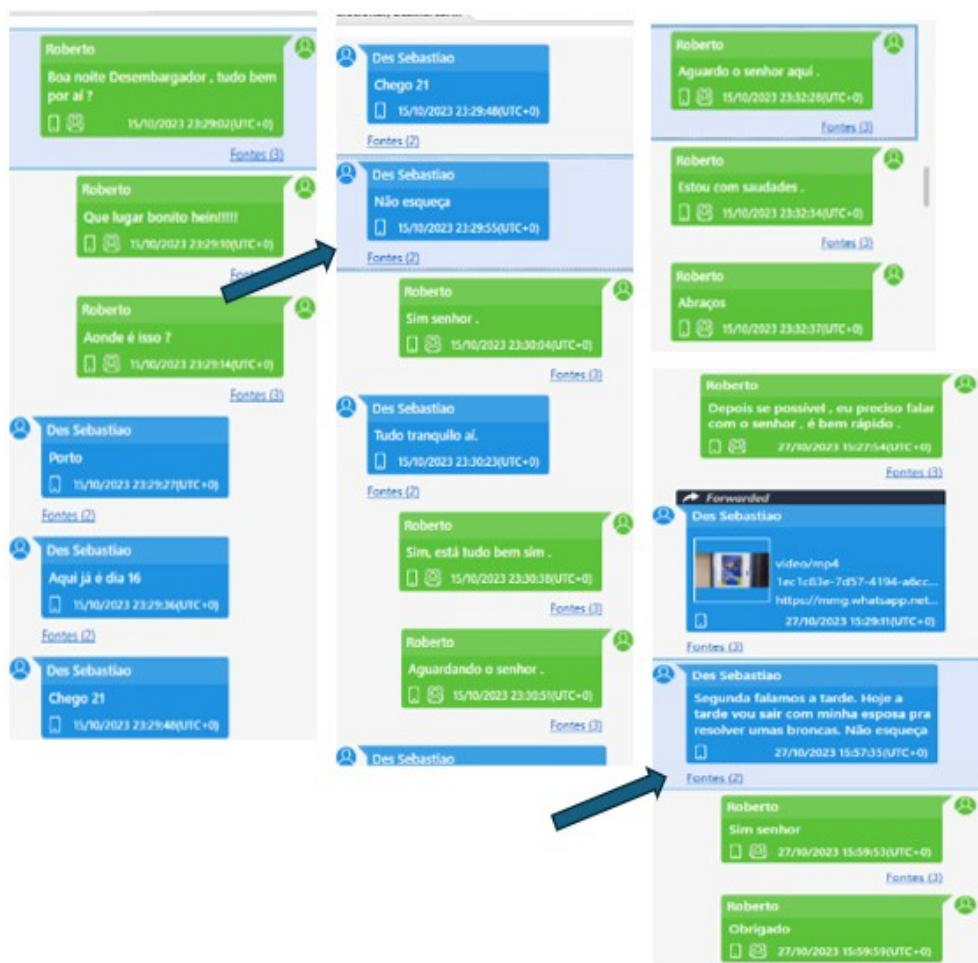 Roberto
Boa noite Desembargador , tudo bem
por aí ?
15/10/2023 23:29:02(UTC+0)
Fontes (3)
Roberto
Que lugar bonito hein!!!!!
15/10/2023 23:29:10(UTC+0)
Roberto
Aonde é isso ?
15/10/2023 23:29:14(UTC+0)
Fontes (3)
Des Sebastiao
Porto
15/10/2023 23:29:27(UTC+0)
Fontes (2)
Des Sebastiao
Aqui já é dia 16
15/10/2023 23:29:36(UTC+0)
Fontes (2)
Des Sebastiao
Chego 21
15/10/2023 23:29:48(UTC+0)
Des Sebastiao
Chego 21
15/10/2023 23:29:48(UTC+0)
Fontes (2)
Des Sebastiao
Não esqueça
15/10/2023 23:29:55(UTC+0)
Fontes (2)
Roberto
Sim senhor .
15/10/2023 23:30:04(UTC+0)
Fontes (3)
Des Sebastiao
Tudo tranquilo aí.
15/10/2023 23:30:23(UTC+0)
Fontes (2)
Roberto
Sim, está tudo bem sim .
15/10/2023 23:30:38(UTC+0)
Fontes (3)
Roberto
Aguardando o senhor .
15/10/2023 23:30:51(UTC+0)
Fontes (3)
Des Sebastiao
Roberto
Aguardo o senhor aqui .
15/10/2023 23:32:28(UTC+0)
Fontes (3)
Roberto
Estou com saudades .
15/10/2023 23:32:34(UTC+0)
Fontes (3)
Roberto
Abraços
15/10/2023 23:32:37(UTC+0)
Roberto
Depois se possível , eu preciso falar
com o senhor , é bem rápido .
27/10/2023 15:27:54(UTC+0)
Fontes (3)
Forwarded
Des Sebastiao
video/mp4
1ec1c83e-7d57-4194-a6cc...
https://mmg.whatsapp.net...
27/10/2023 15:29:11(UTC+0)
Fontes (3)
Des Sebastiao
Segunda falamos a tarde. Hoje a
tarde vou sair com minha esposa pra
resolver umas broncas. Não esqueça
27/10/2023 15:57:35(UTC+0)
Fontes (2)
Roberto
Sim senhor
27/10/2023 15:59:53(UTC+0)
Fontes (3)
Roberto
Obrigado
27/10/2023 15:59:59(UTC+0)